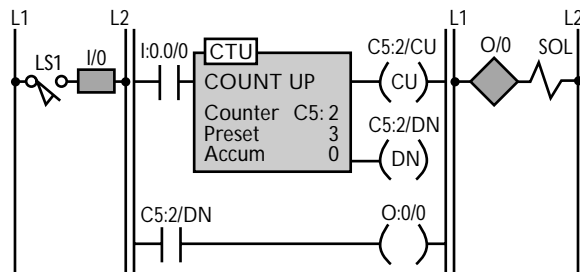 L1 L2 L1 L2
LS1 I/0 I:0.0/0 CTU C5:2/CU O/0 SOL
COUNT UP CU
Counter C5: 2
Preset 3 C5:2/DN
Accum 0 DN
C5:2/DN O:0/0